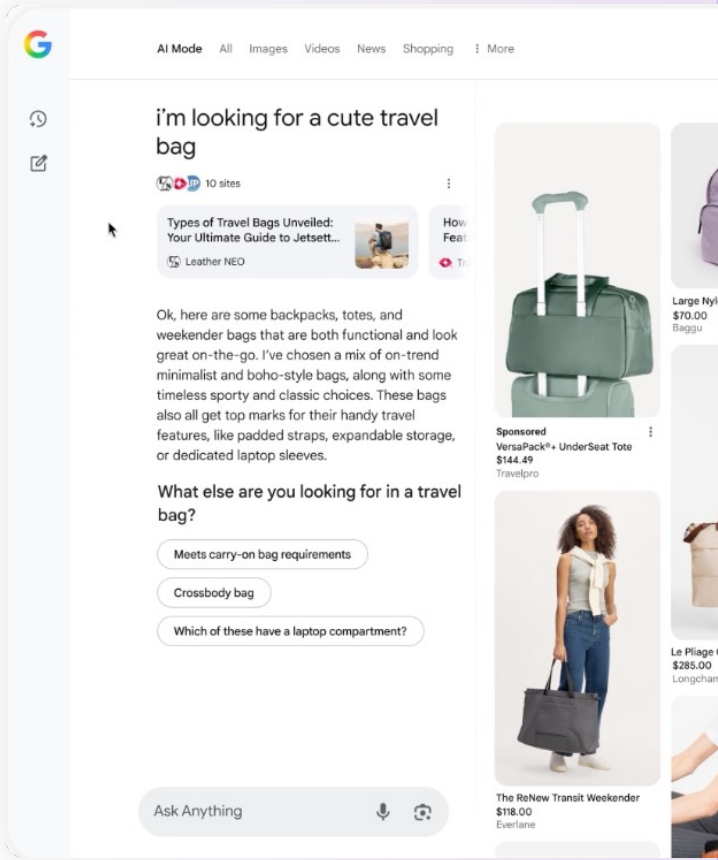 AI Mode All Images Videos News Shopping More
i'm looking for a cute travel
bag
10 sites
Types of Travel Bags Unveiled:
Your Ultimate Guide to Jetsett...
Leather NEO
How
Feat
Ok, here are some backpacks, totes, and
weekender bags that are both functional and look
great on-the-go. I've chosen a mix of on-trend
minimalist and boho-style bags, along with some
timeless sporty and classic choices. These bags
also all get top marks for their handy travel
features, like padded straps, expandable storage,
or dedicated laptop sleeves.
What else are you looking for in a travel
bag?
Meets carry-on bag requirements
Crossbody bag
Which of these have a laptop compartment?
Ask Anything
Sponsored
VersaPack®+ UnderSeat Tote
$144.49
Travelpro
The ReNew Transit Weekender
$118.00
Everlane
Large Nyl
$70.00
Baggu
Le Pliage
$285.00
Longcham